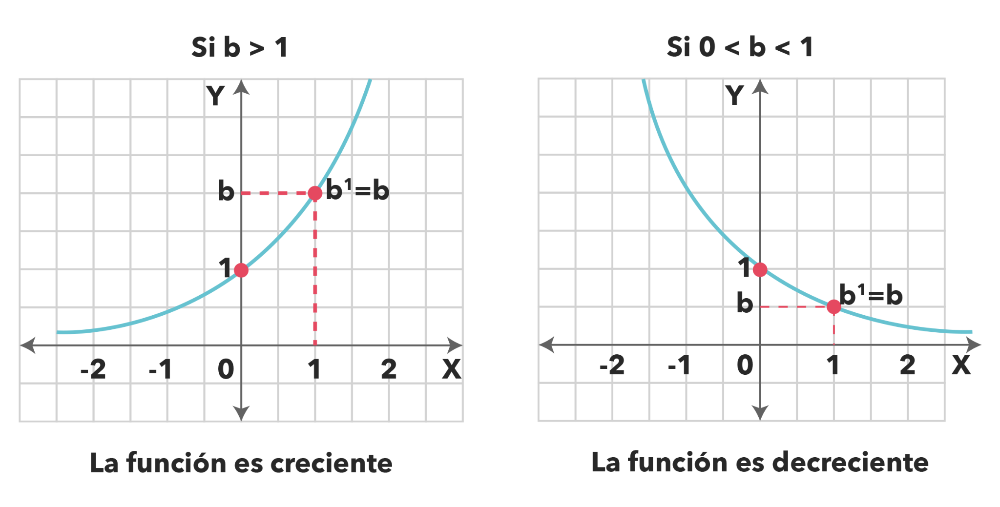 Si b > 1
Y
b
b¹=b
1
-2 -1 0 1 2 X
La función es creciente
Si 0 < b < 1
Y
1
b¹=b
b
-2 -1 0 1 2 X
La función es decreciente